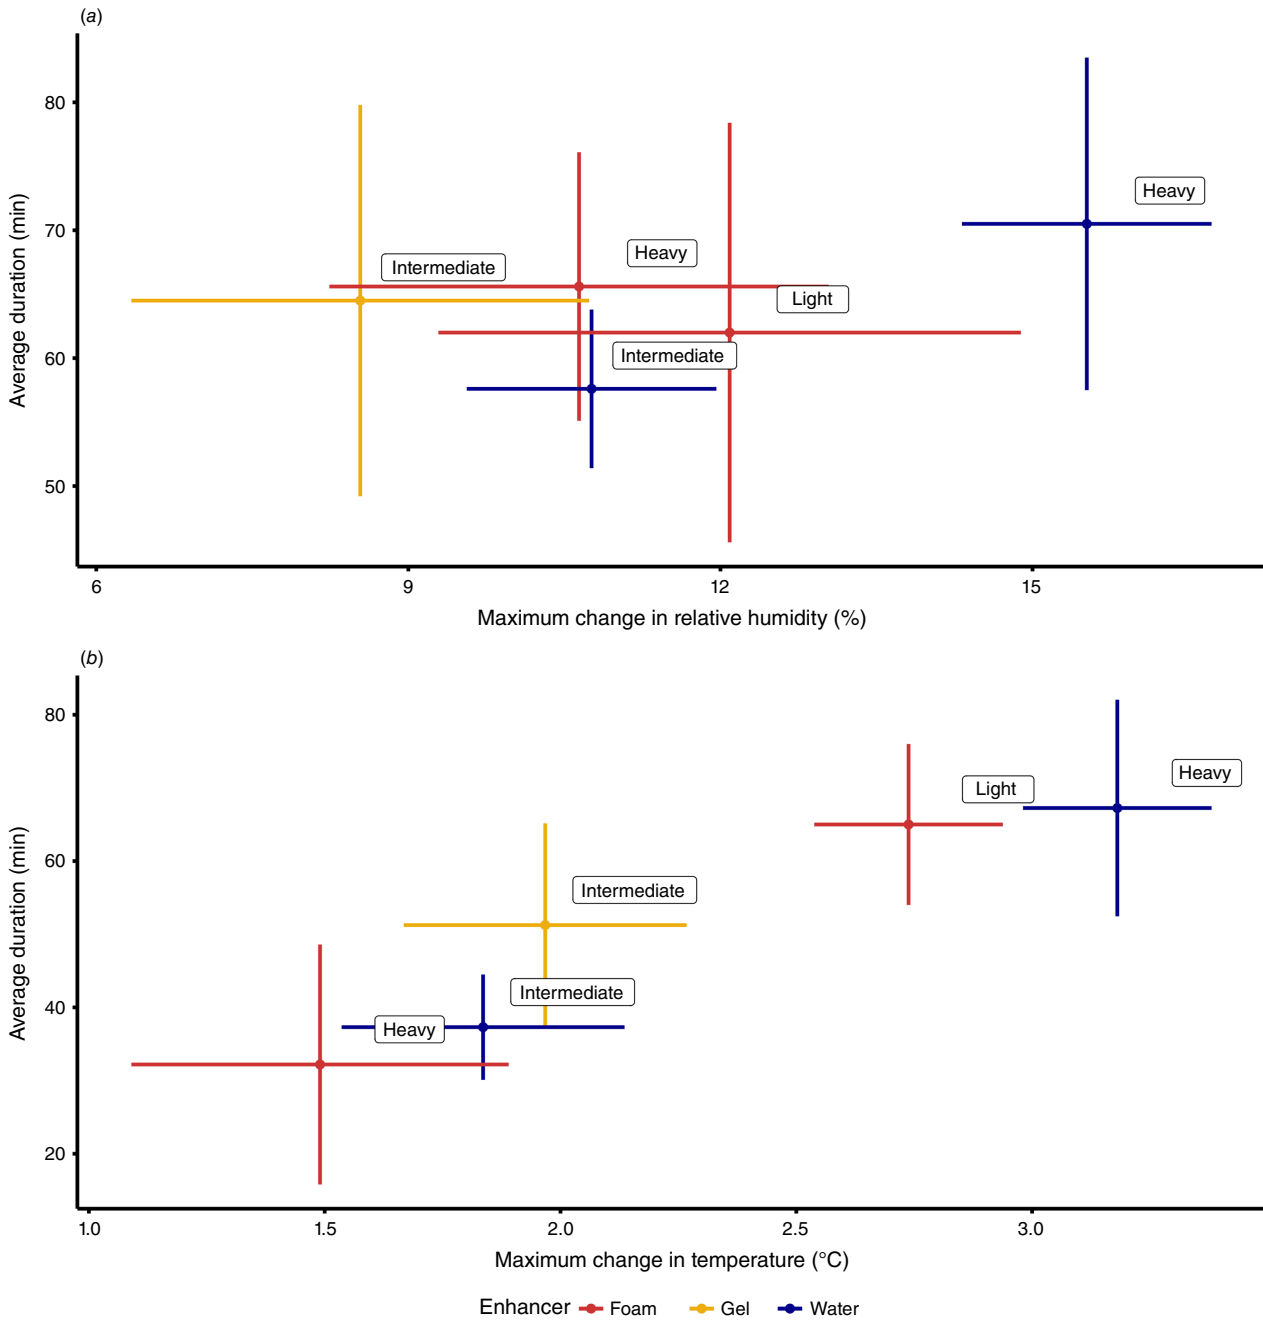 (a)
80
70
60
50
Average duration (min)
Heavy
Intermediate
Heavy
Light
Intermediate
6
9
12
15
Maximum change in relative humidity (%)
(b)
80
60
40
20
Average duration (min)
Light
Heavy
Intermediate
Intermediate
Heavy
1.0
1.5
2.0
2.5
3.0
Maximum change in temperature (°C)
Enhancer Foam Gel Water